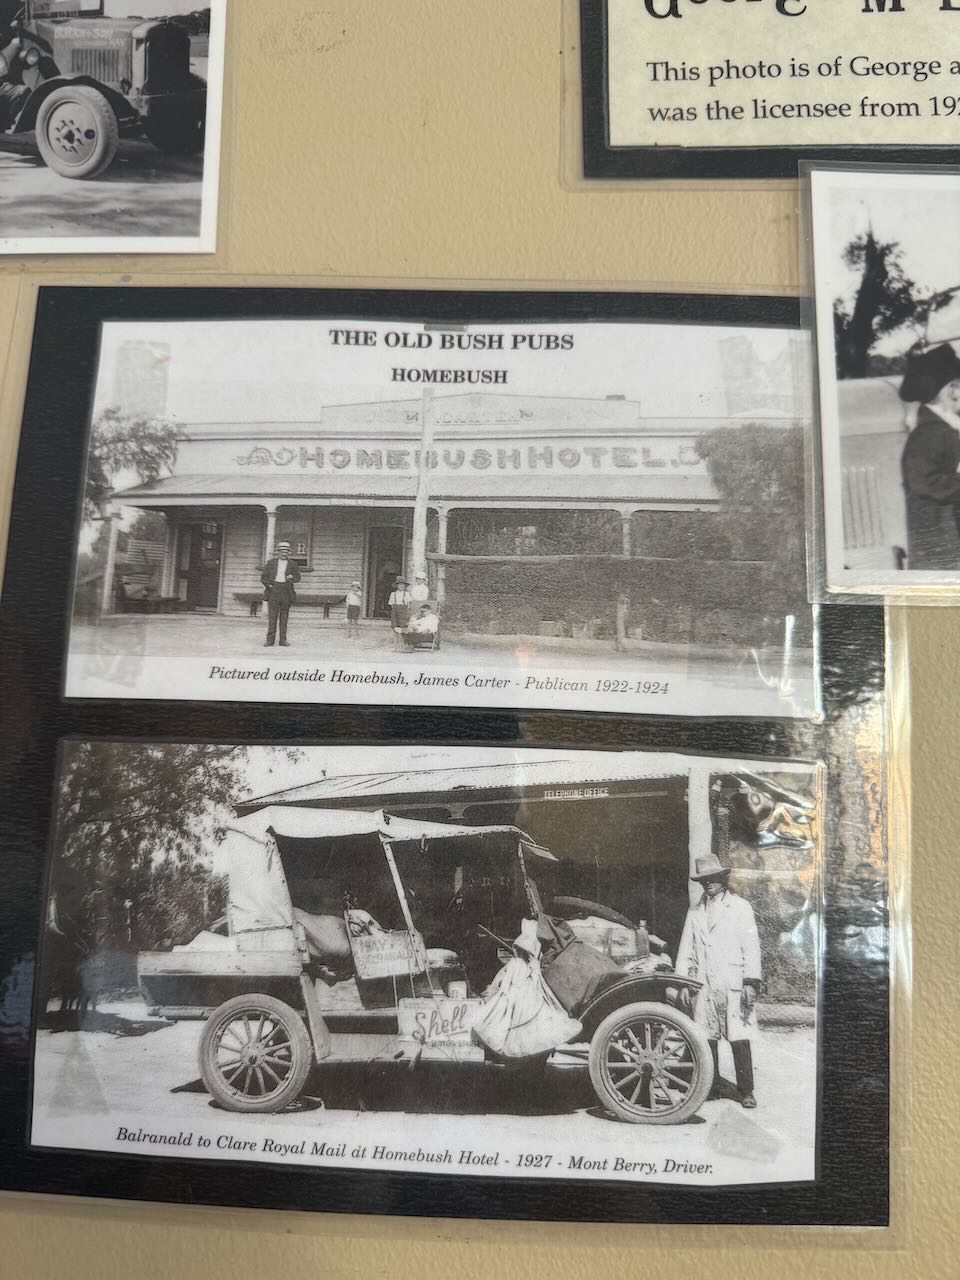 This photo is of George
was the licensee from
THE OLD BUSH PUBS
HOMEBUSH
HOMEBUSH HOTEL.
Pictured outside Homebush, James Carter - Publican 1922-1924
TELEPHONE OFFICE
Shell
MOTOR SPIRIT
Balranald to Clare Royal Mail at Homebush Hotel - 1927 - Mont Berry, Driver.